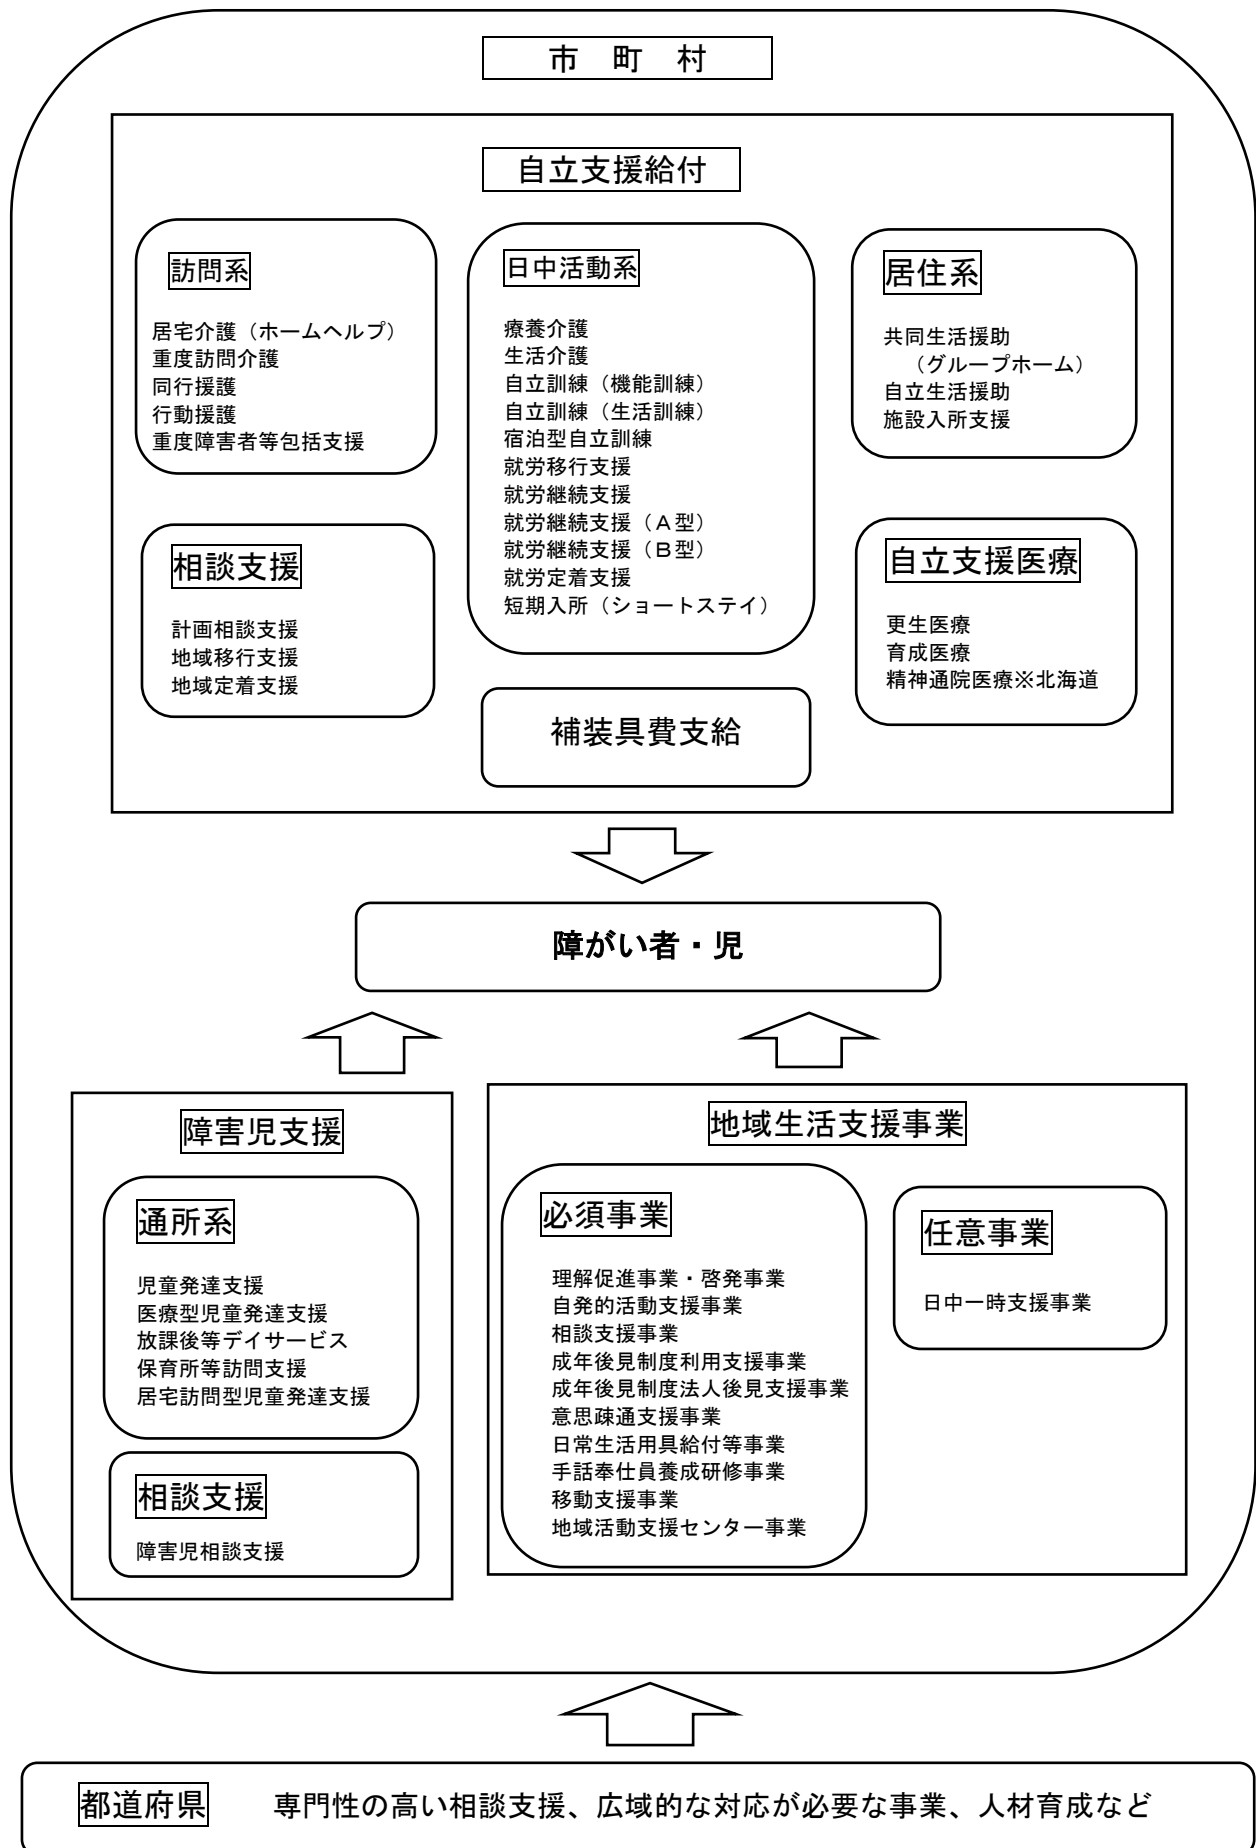 市　町　村
自立支援給付
訪問系
居宅介護（ホームヘルプ）
重度訪問介護
同行援護
行動援護
重度障害者等包括支援
日中活動系
療養介護
生活介護
自立訓練（機能訓練）
自立訓練（生活訓練）
宿泊型自立訓練
就労移行支援
就労継続支援
就労継続支援（Ａ型）
就労継続支援（Ｂ型）
就労定着支援
短期入所（ショートステイ）
居住系
共同生活援助
（グループホーム）
自立生活援助
施設入所支援
相談支援
計画相談支援
地域移行支援
地域定着支援
補装具費支給
自立支援医療
更生医療
育成医療
精神通院医療※北海道
障がい者・児
障害児支援
通所系
児童発達支援
医療型児童発達支援
放課後等デイサービス
保育所等訪問支援
居宅訪問型児童発達支援
相談支援
障害児相談支援
地域生活支援事業
必須事業
理解促進事業・啓発事業
自発的活動支援事業
相談支援事業
成年後見制度利用支援事業
成年後見制度法人後見支援事業
意思疎通支援事業
日常生活用具給付等事業
手話奉仕員養成研修事業
移動支援事業
地域活動支援センター事業
任意事業
日中一時支援事業
都道府県　専門性の高い相談支援、広域的な対応が必要な事業、人材育成など